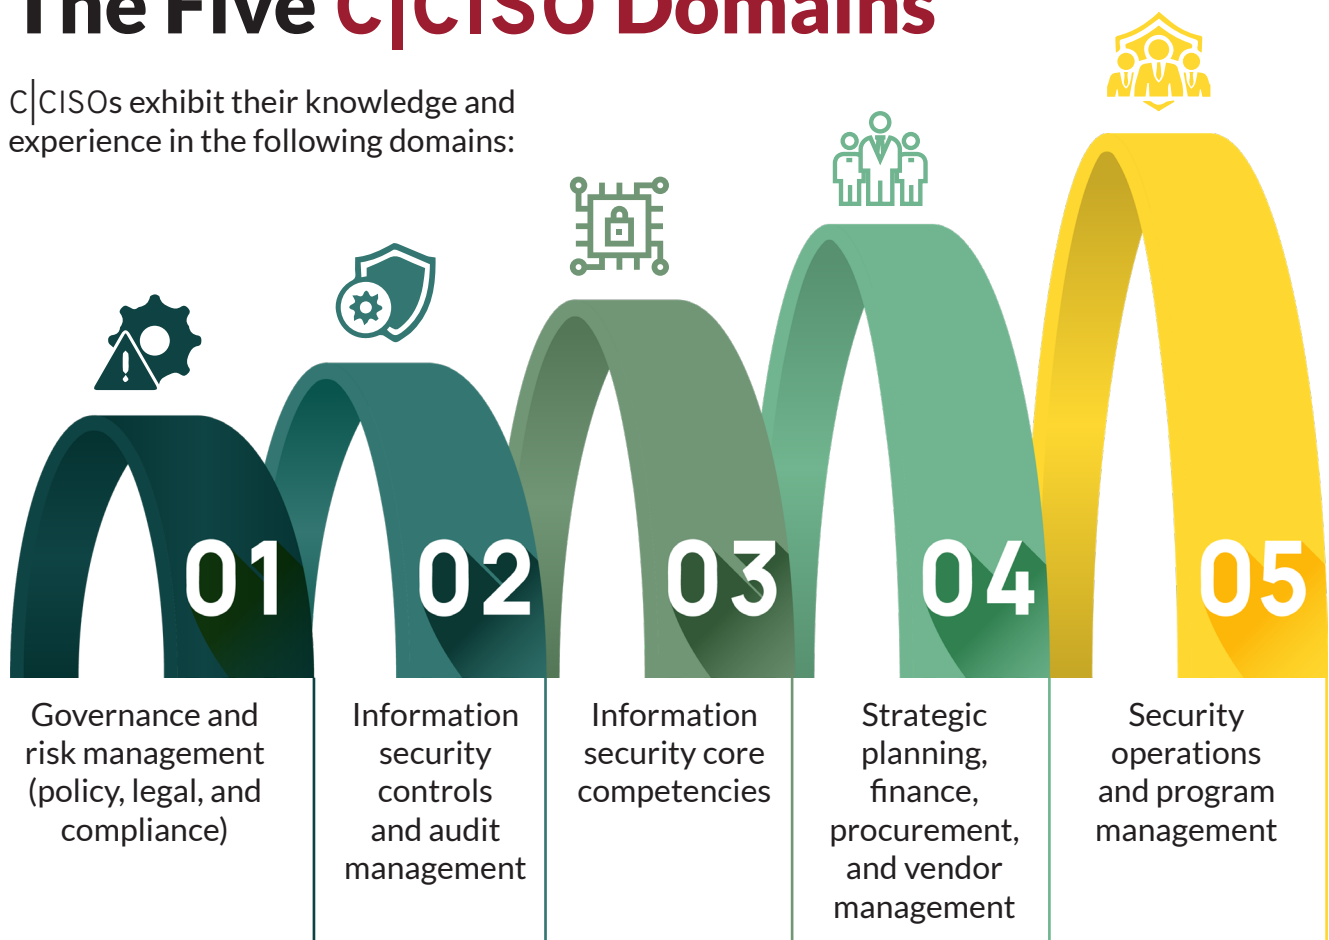 The Five C|CISO Domains
C|CISOs exhibit their knowledge and
experience in the following domains:
01
Governance and
risk management
(policy, legal, and
compliance)
02
Information
security
controls
and audit
management
03
Information
security core
competencies
04
Strategic
planning,
finance,
procurement,
and vendor
management
05
Security
operations
and program
management